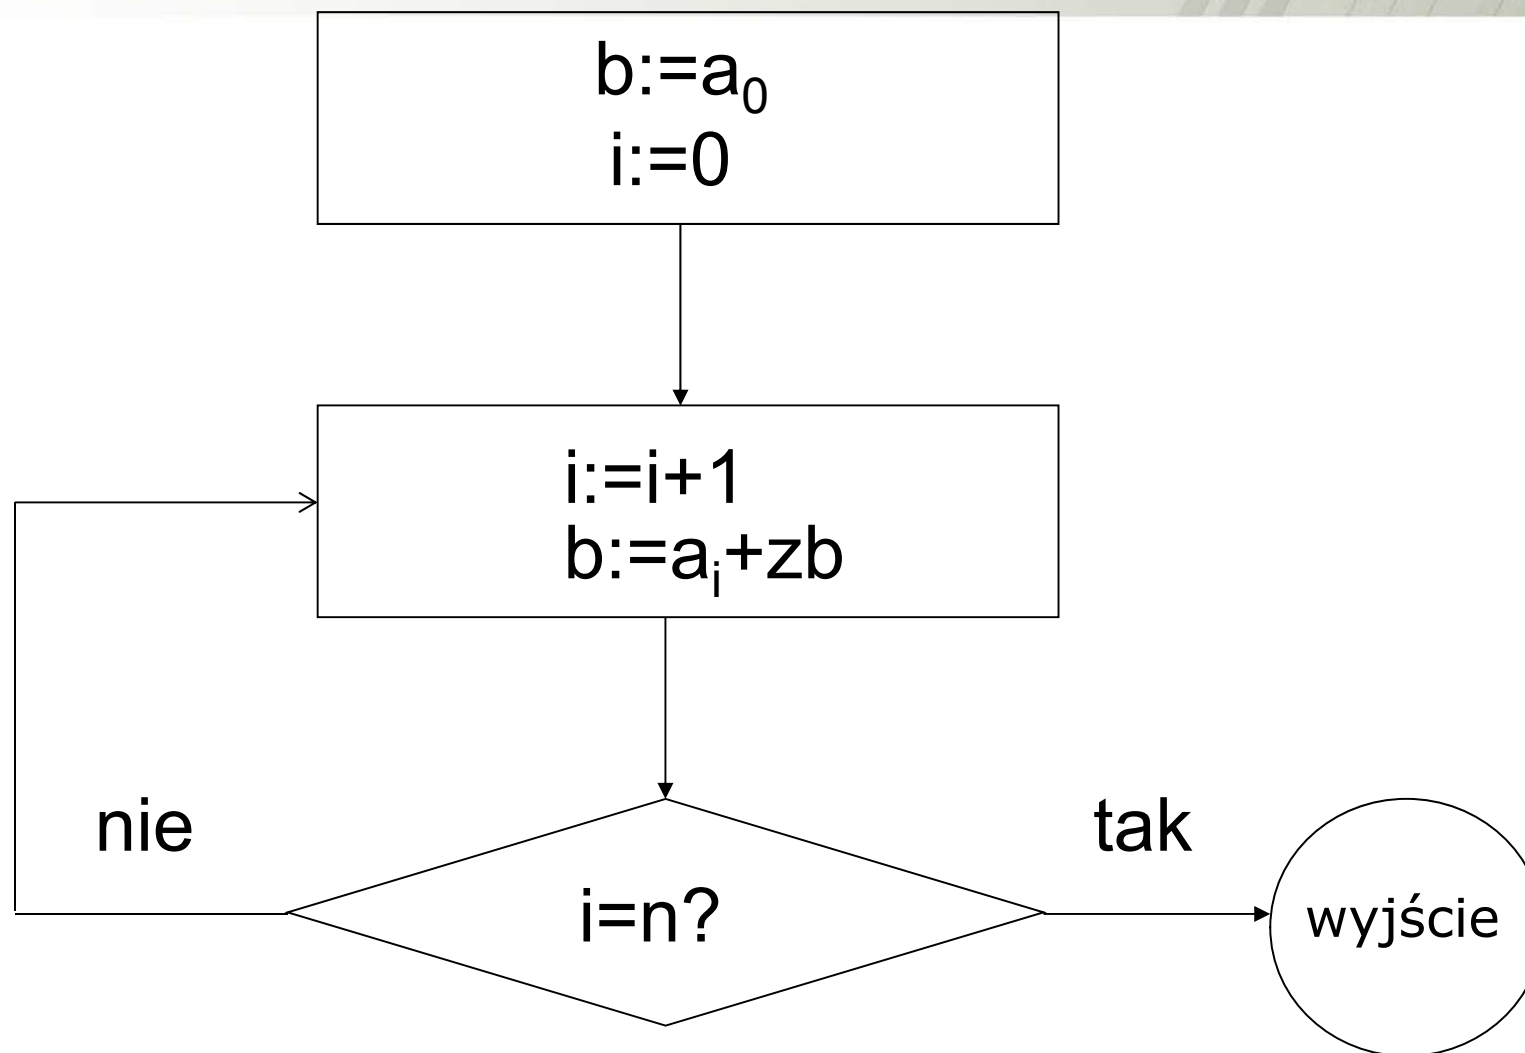 b:=a₀
i:=0
i:=i+1
b:=aᵢ+zb
nie
tak
i=n?
wyjście